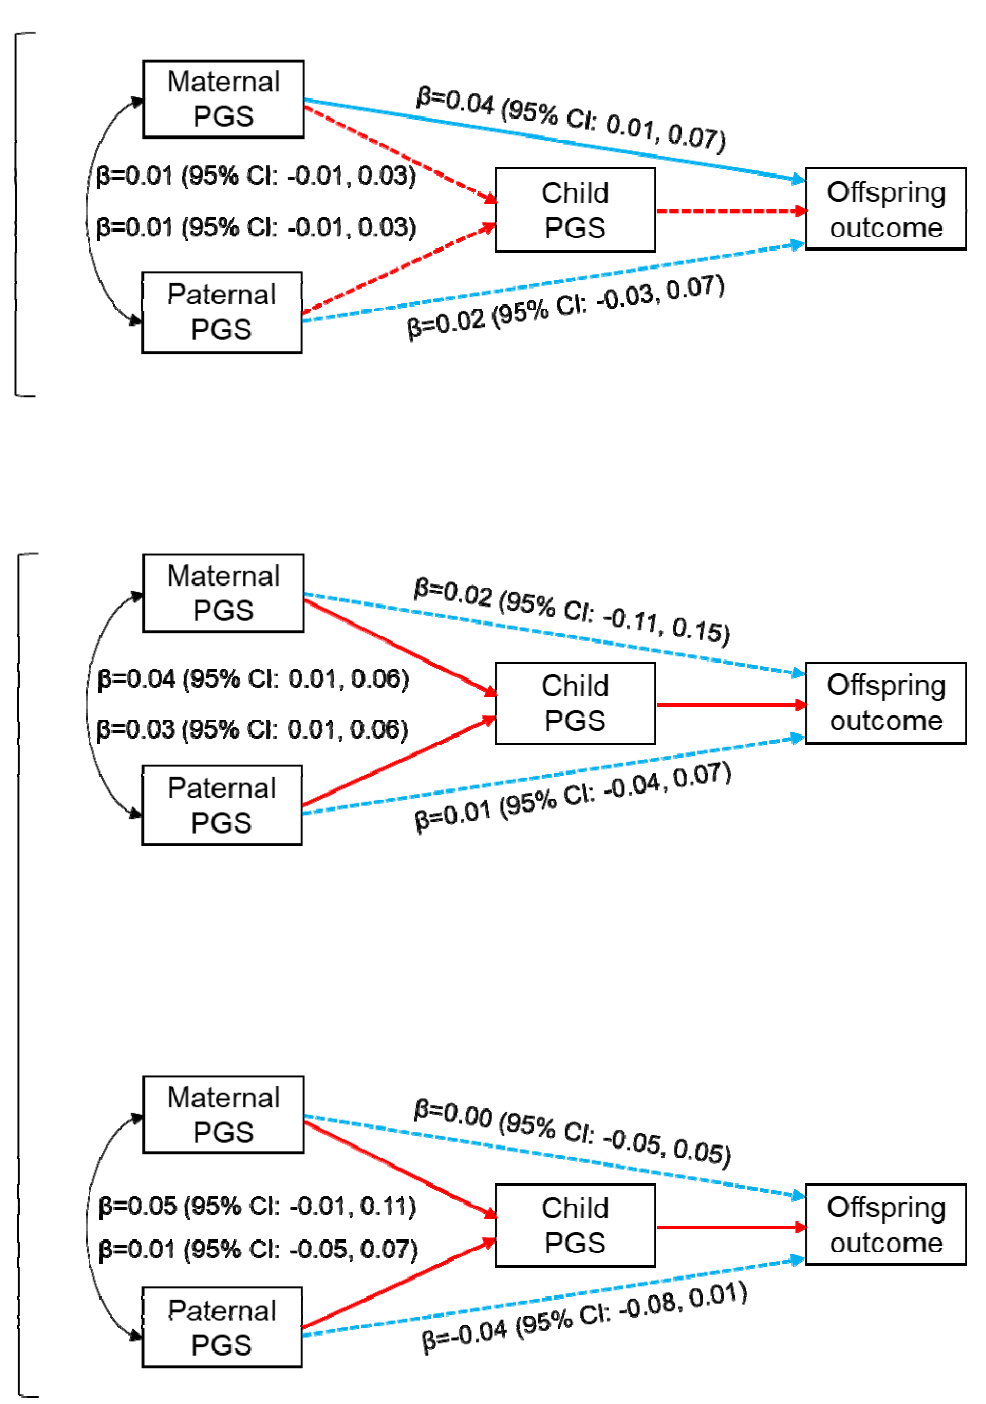 Maternal
PGS
β=0.04 (95% CI: 0.01, 0.07)
β=0.01 (95% CI: -0.01, 0.03)
β=0.01 (95% CI: -0.01, 0.03)
Child
PGS
Offspring
outcome
Paternal
PGS
β=0.02 (95% CI: -0.03, 0.07)
Maternal
PGS
β=0.02 (95% CI: -0.11, 0.15)
β=0.04 (95% CI: 0.01, 0.06)
β=0.03 (95% CI: 0.01, 0.06)
Child
PGS
Offspring
outcome
Paternal
PGS
β=0.01 (95% CI: -0.04, 0.07)
Maternal
PGS
β=0.00 (95% CI: -0.05, 0.05)
β=0.05 (95% CI: -0.01, 0.11)
β=0.01 (95% CI: -0.05, 0.07)
Child
PGS
Offspring
outcome
Paternal
PGS
β=-0.04 (95% CI: -0.08, 0.01)